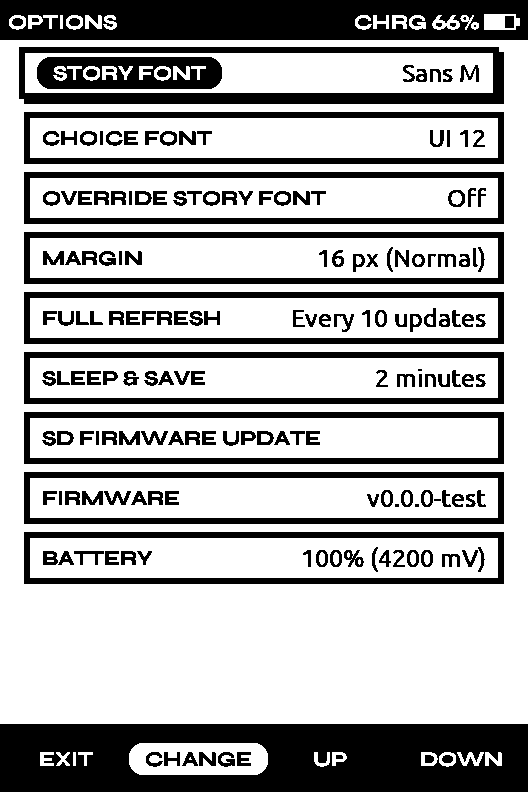 OPTIONS CHRG 66%
STORY FONT Sans M
CHOICE FONT UI 12
OVERRIDE STORY FONT Off
MARGIN 16 px (Normal)
FULL REFRESH Every 10 updates
SLEEP & SAVE 2 minutes
SD FIRMWARE UPDATE
FIRMWARE v0.0.0-test
BATTERY 100% (4200 mV)
EXIT CHANGE UP DOWN